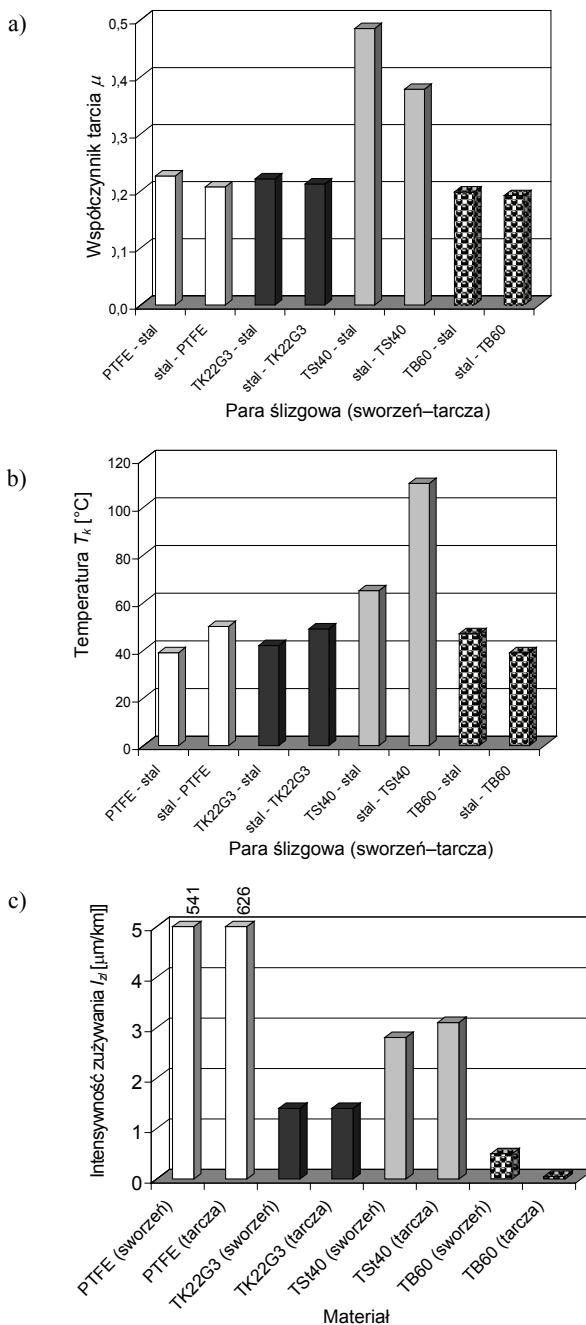 a)
Współczynnik tarcia μ
0,5
0,4
0,3
0,2
0,1
0,0
PTFE - stal
stal - PTFE
TK22G3 - stal
stal - TK22G3
TSt40 - stal
stal - TSt40
TB60 - stal
stal - TB60
Para ślizgowa (sworzeń–tarcza)
b)
Temperatura Tk [°C]
120
100
80
60
40
20
0
PTFE - stal
stal - PTFE
TK22G3 - stal
stal - TK22G3
TSt40 - stal
stal - TSt40
TB60 - stal
stal - TB60
Para ślizgowa (sworzeń–tarcza)
c)
Intensywność zużywania Izl [μm/km]]
541
626
5
4
3
2
1
0
PTFE (sworzeń)
PTFE (tarcza)
TK22G3 (sworzeń)
TK22G3 (tarcza)
TSt40 (sworzeń)
TSt40 (tarcza)
TB60 (sworzeń)
TB60 (tarcza)
Materiał